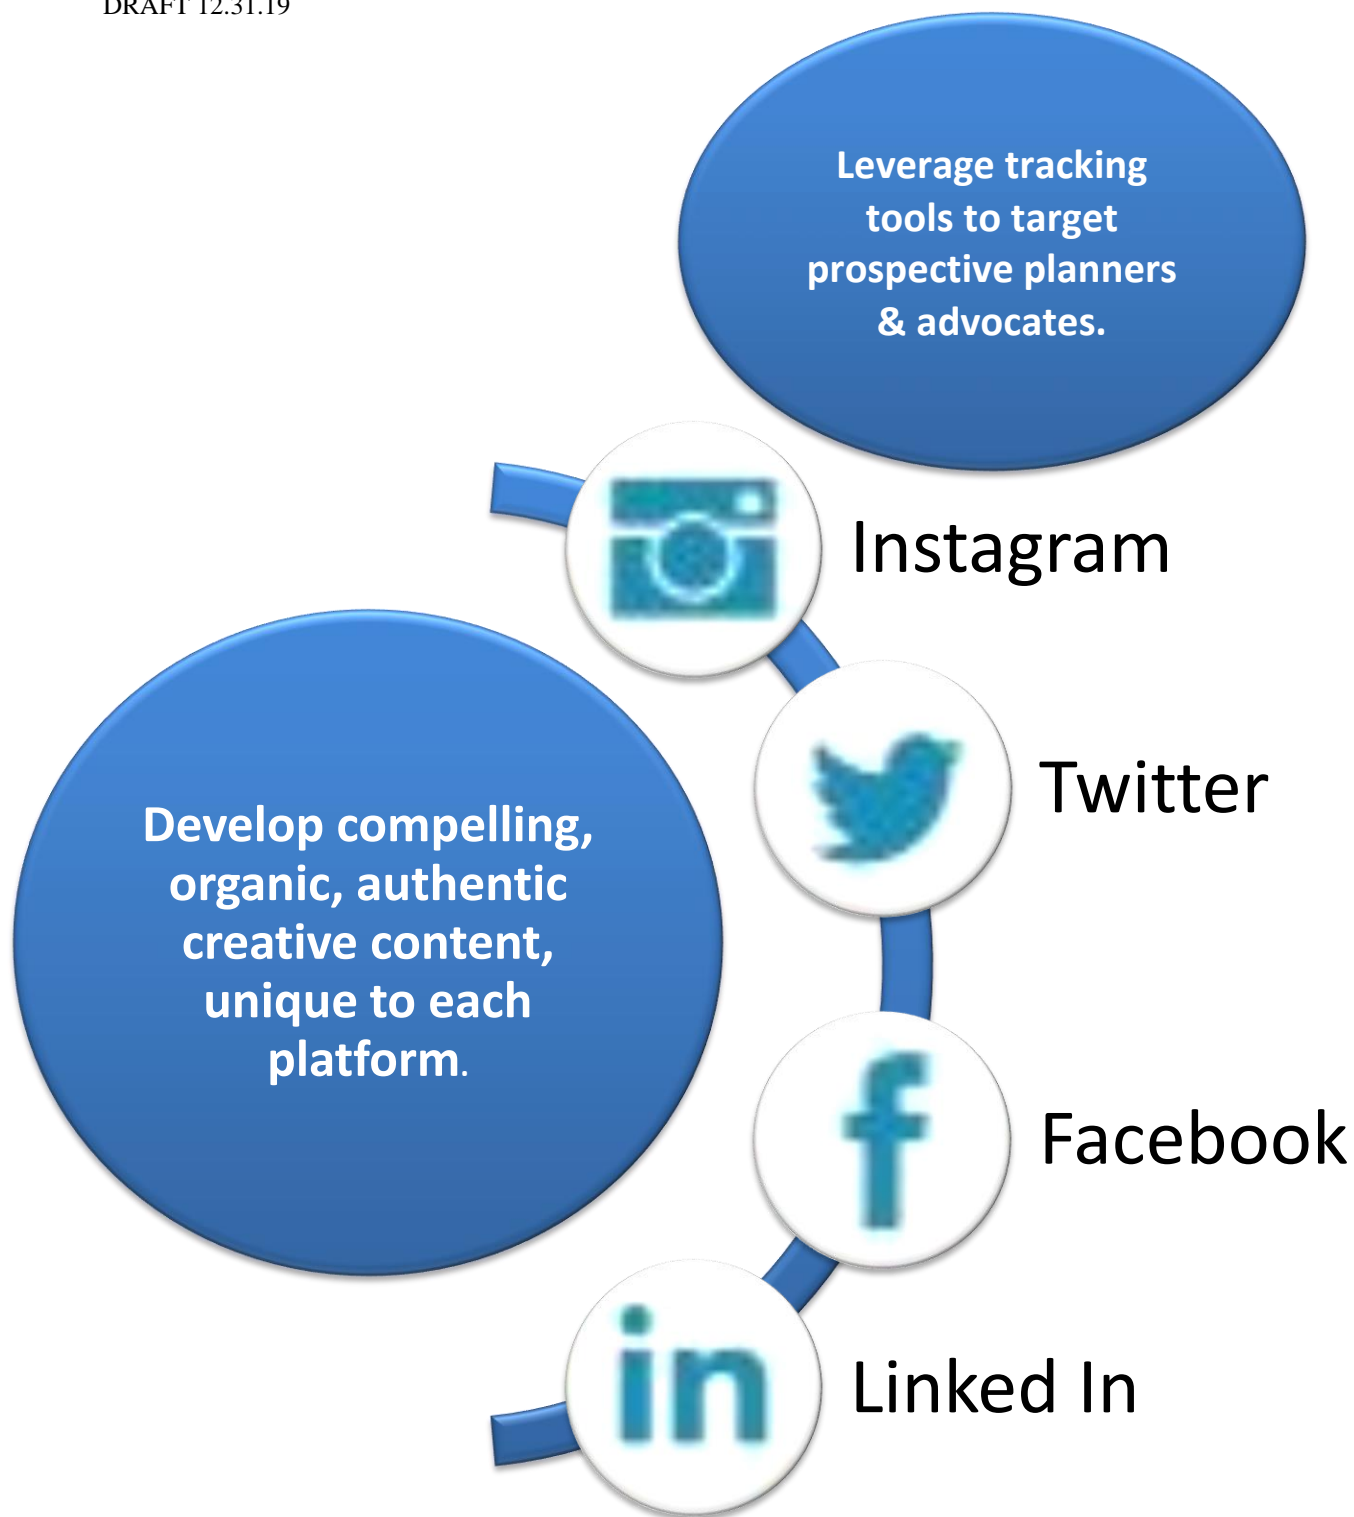 DRAFT 12.31.19
Leverage tracking
tools to target
prospective planners
& advocates.
Instagram
Twitter
Develop compelling,
organic, authentic
creative content,
unique to each
platform.
f
Facebook
in
Linked In